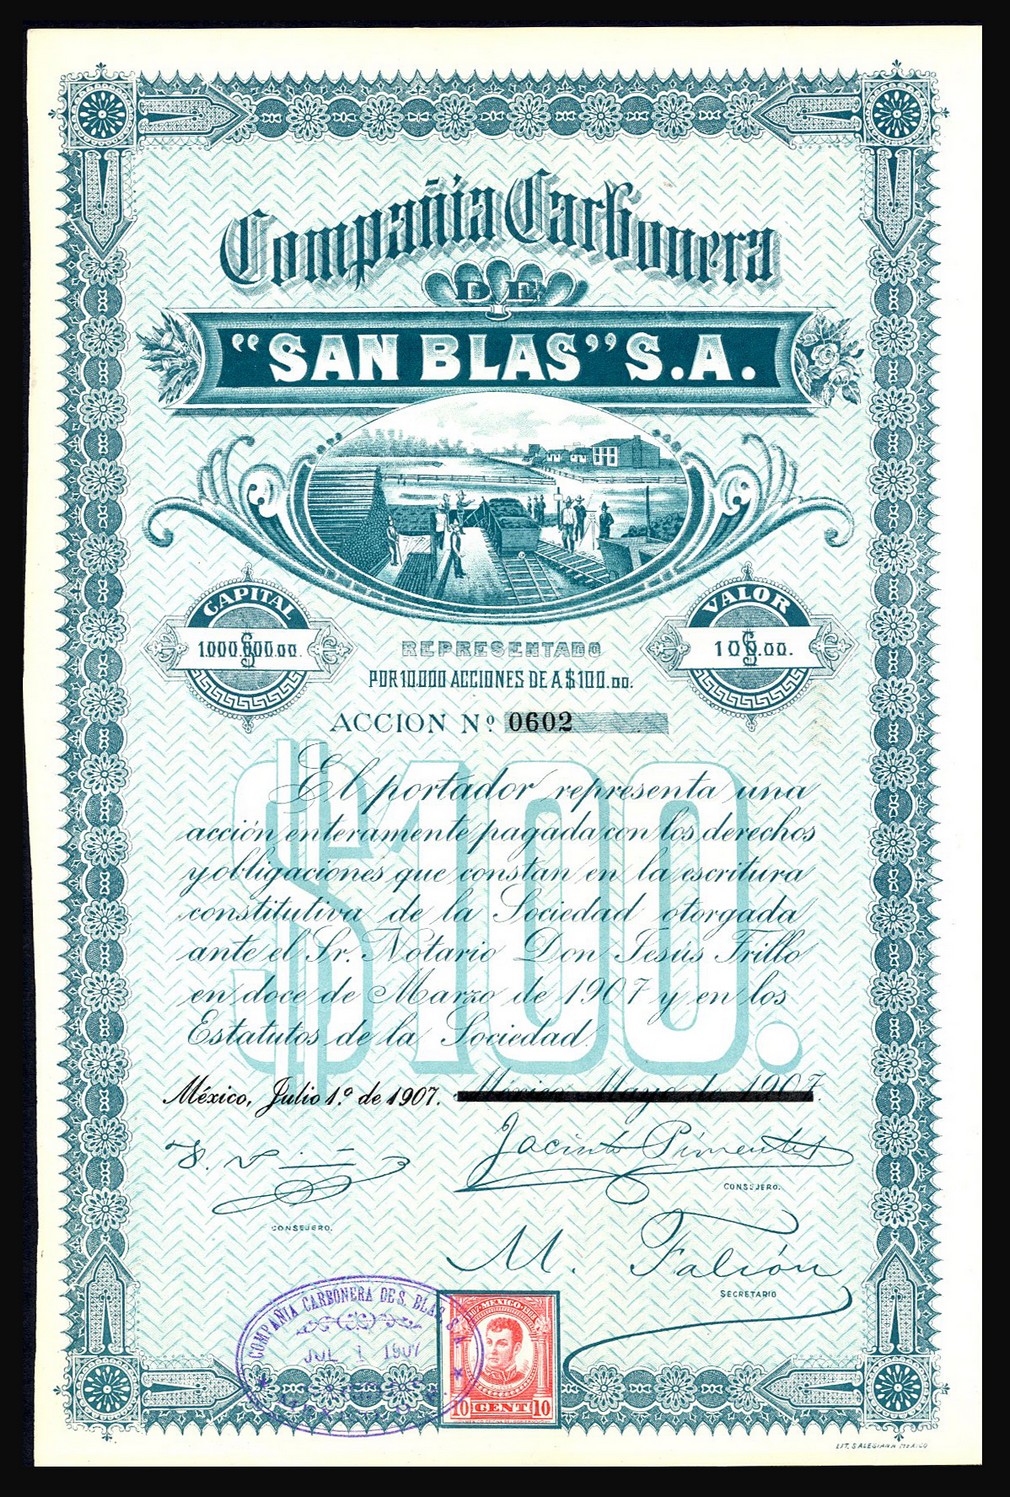 Compañia Carbonera
DE
"SAN BLAS" S.A.
CAPITAL
$1.000.000.00.
VALOR
$100.00.
REPRESENTADO
POR 10.000 ACCIONES DE A $100.00.
ACCION Nº 0602
$100.
El portador representa una
acción enteramente pagada con los derechos
y obligaciones que constan en la escritura
constitutiva de la Sociedad otorgada
ante el Sr. Notario Don Jesús Trillo
en doce de Marzo de 1907 y en los
Estatutos de la Sociedad.
México, Julio 1.º de 1907. México Mayo de 1907
Jacinto Pimentel
CONSEJERO.
CONSEJERO.
M. Falión
SECRETARIO
COMPAÑIA CARBONERA DE S. BLAS, S.A.
JUL 1 1907
MEXICO
10 CENT 10
LIT. SALESIANA MEXICO